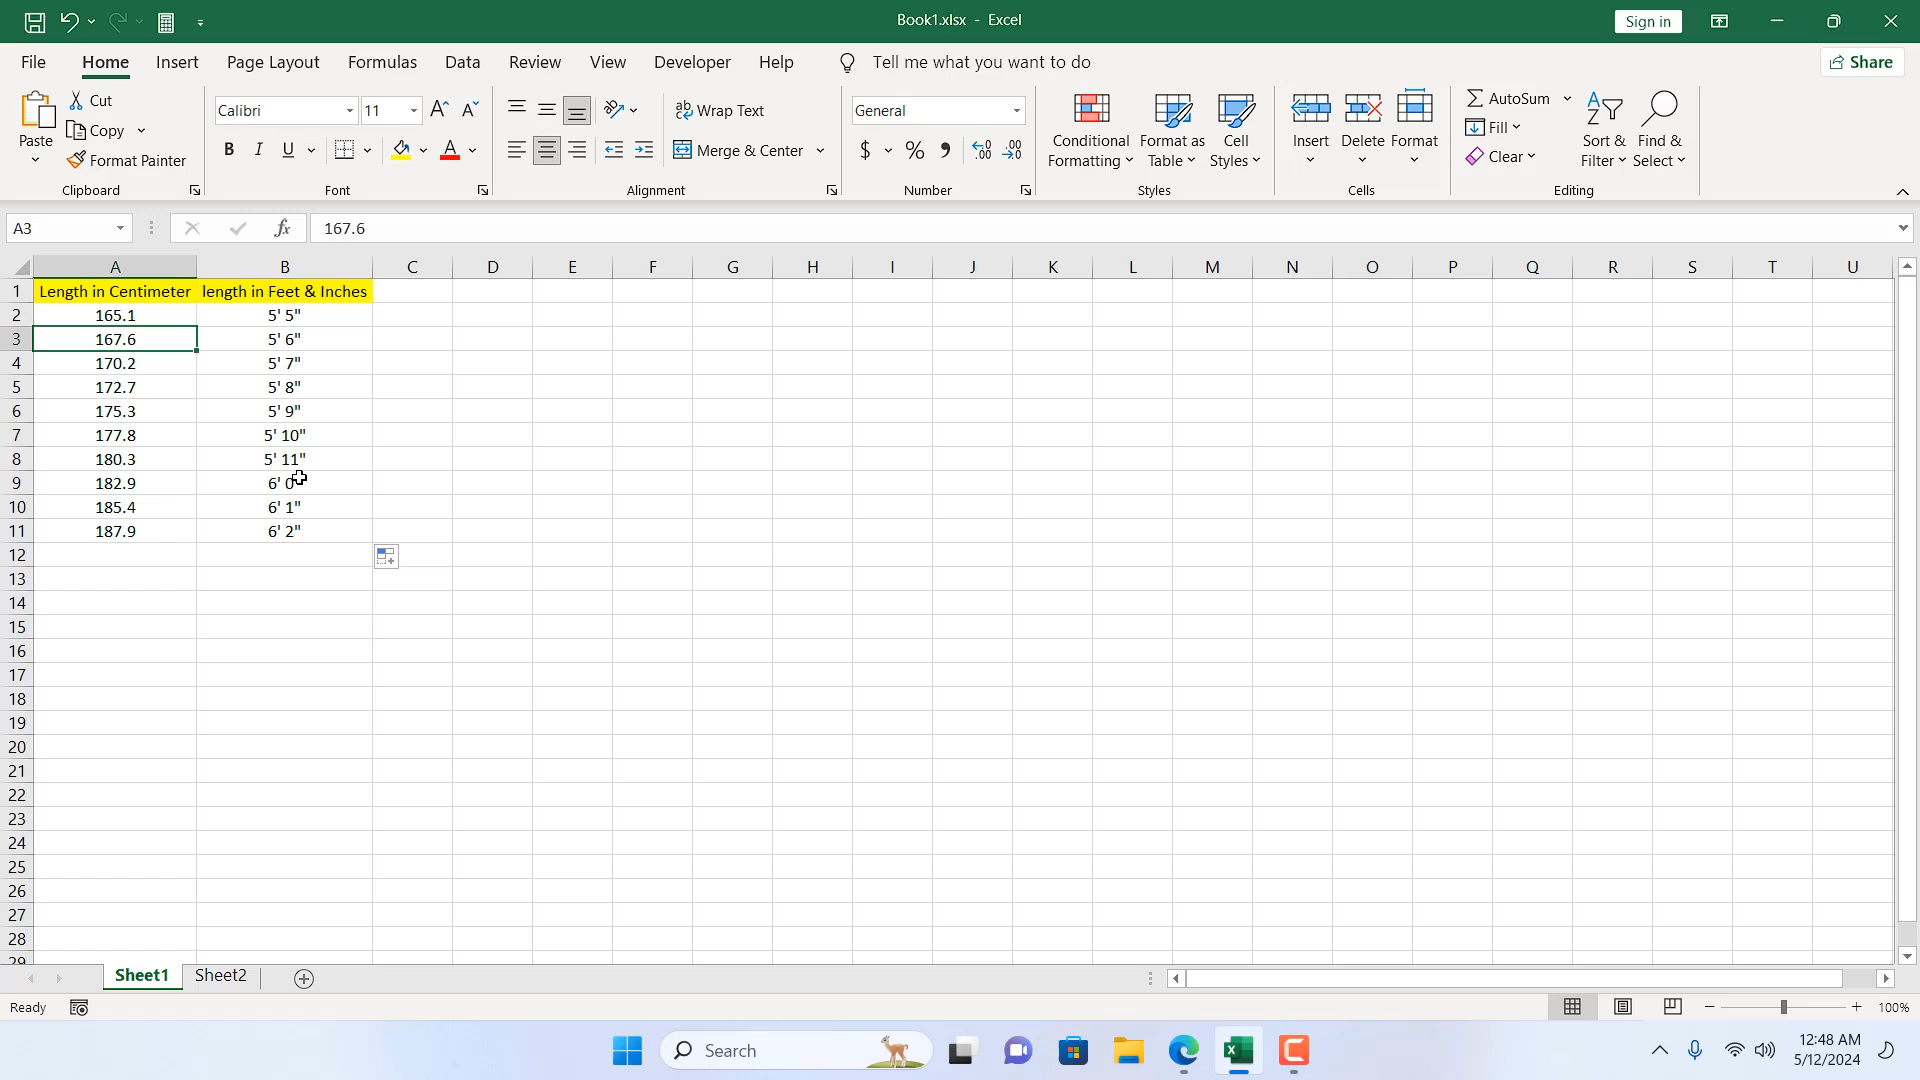 Book1.xlsx - Excel
Sign in
File Home Insert Page Layout Formulas Data Review View Developer Help Tell me what you want to do Share
Paste
Cut
Copy
Format Painter
Clipboard
Calibri 11
B I U A
Font
Wrap Text
Merge & Center
Alignment
General
$ % 9 .00 .00
Number
Conditional Formatting
Format as Table
Cell Styles
Styles
Insert Delete Format
Cells
AutoSum
Fill
Clear
Sort & Filter
Find & Select
Editing
A3 fx 167.6
A B C D E F G H I J K L M N O P Q R S T U
1 Length in Centimeter length in Feet & Inches
2 165.1 5' 5"
3 167.6 5' 6"
4 170.2 5' 7"
5 172.7 5' 8"
6 175.3 5' 9"
7 177.8 5' 10"
8 180.3 5' 11"
9 182.9 6' 0"
10 185.4 6' 1"
11 187.9 6' 2"
12
13
14
15
16
17
18
19
20
21
22
23
24
25
26
27
28
29
Sheet1 Sheet2
Ready 100%
Search
12:48 AM
5/12/2024